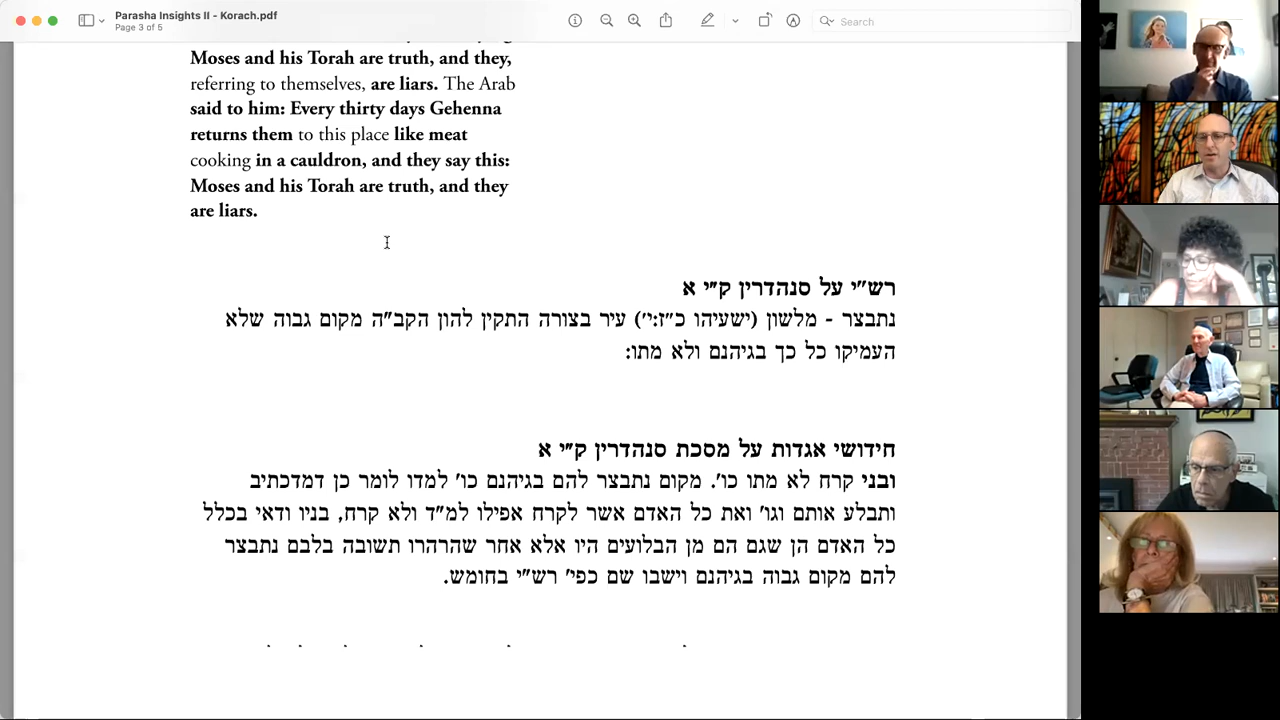 Parasha Insights II - Korach.pdf
Page 3 of 5
Search
Moses and his Torah are truth, and they,
referring to themselves, are liars. The Arab
said to him: Every thirty days Gehenna
returns them to this place like meat
cooking in a cauldron, and they say this:
Moses and his Torah are truth, and they
are liars.
רש"י על סנהדרין ק"י א
נתבצר - מלשון (ישעיהו כ"ז:י') עיר בצורה התקין להון הקב"ה מקום גבוה שלא
העמיקו כל כך בגיהנם ולא מתו:
חידושי אגדות על מסכת סנהדרין ק"י א
ובני קרח לא מתו כו'. מקום נתבצר להם בגיהנם כו' למדו לומר כן דמדכתיב
ותבלע אותם וגו' ואת כל האדם אשר לקרח אפילו למ"ד ולא קרח, בניו ודאי בכלל
כל האדם הן שגם הם מן הבלועים היו אלא אחר שהרהרו תשובה בלבם נתבצר
להם מקום גבוה בגיהנם וישבו שם כפי' רש"י בחומש.